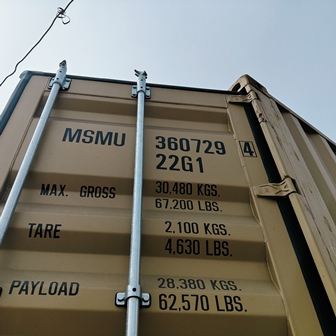 MSMU 360729 4
22G1
MAX. GROSS 30,480 KGS.
67,200 LBS.
TARE 2,100 KGS.
4,630 LBS.
PAYLOAD 28,380 KGS.
62,570 LBS.